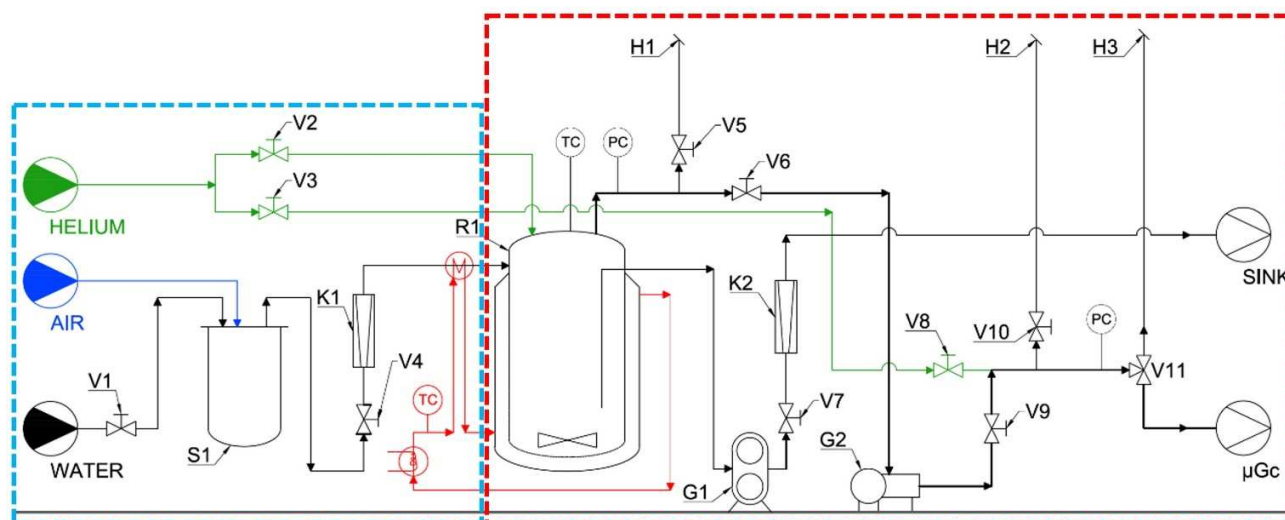 H1
H2
H3
V2
V5
TC
PC
V6
V3
HELIUM
R1
M
K1
K2
SINK
AIR
V8
V10
PC
V1
V4
V11
TC
V7
V9
WATER
S1
G2
G1
µGc